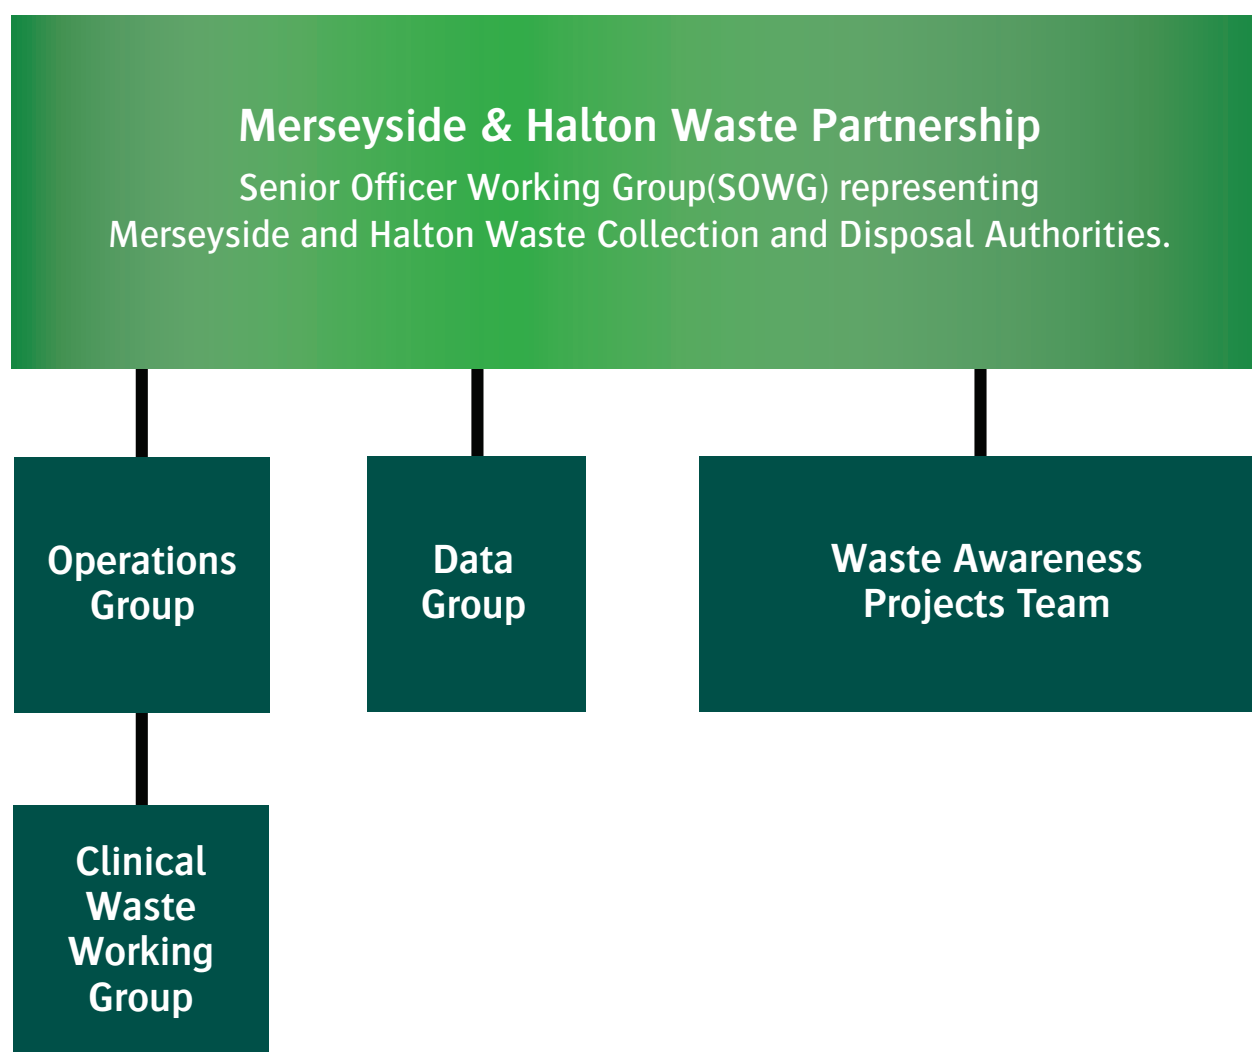 Merseyside & Halton Waste Partnership
Senior Officer Working Group(SOWG) representing
Merseyside and Halton Waste Collection and Disposal Authorities.
Operations
Group
Data
Group
Waste Awareness
Projects Team
Clinical
Waste
Working
Group